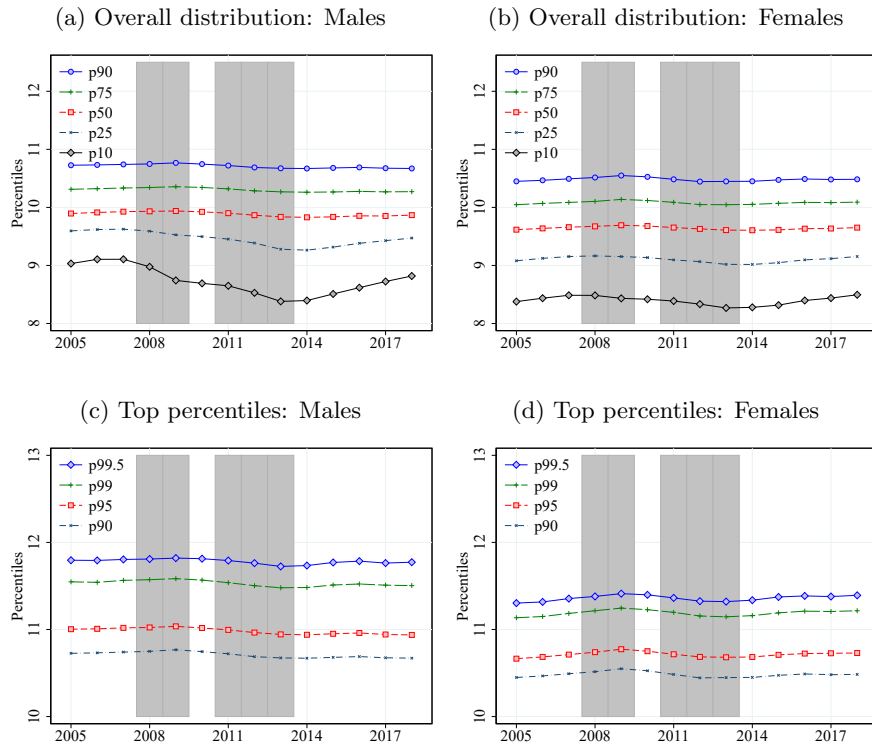 (a) Overall distribution: Males
Percentiles
12
11
10
9
8
p90
p75
p50
p25
p10
2005 2008 2011 2014 2017
(b) Overall distribution: Females
Percentiles
12
11
10
9
8
p90
p75
p50
p25
p10
2005 2008 2011 2014 2017
(c) Top percentiles: Males
Percentiles
13
12
11
10
p99.5
p99
p95
p90
2005 2008 2011 2014 2017
(d) Top percentiles: Females
Percentiles
13
12
11
10
p99.5
p99
p95
p90
2005 2008 2011 2014 2017